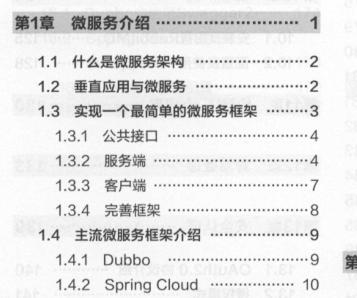 第1章 微服务介绍 ………………………… 1
1.1 什么是微服务架构 ……………………2
1.2 垂直应用与微服务 ……………………2
1.3 实现一个最简单的微服务框架 …………3
1.3.1 公共接口 …………………………4
1.3.2 服务端 ……………………………4
1.3.3 客户端 ……………………………7
1.3.4 完善框架 …………………………8
1.4 主流微服务框架介绍 …………………9
1.4.1 Dubbo ……………………………9
1.4.2 Spring Cloud ……………………10
第